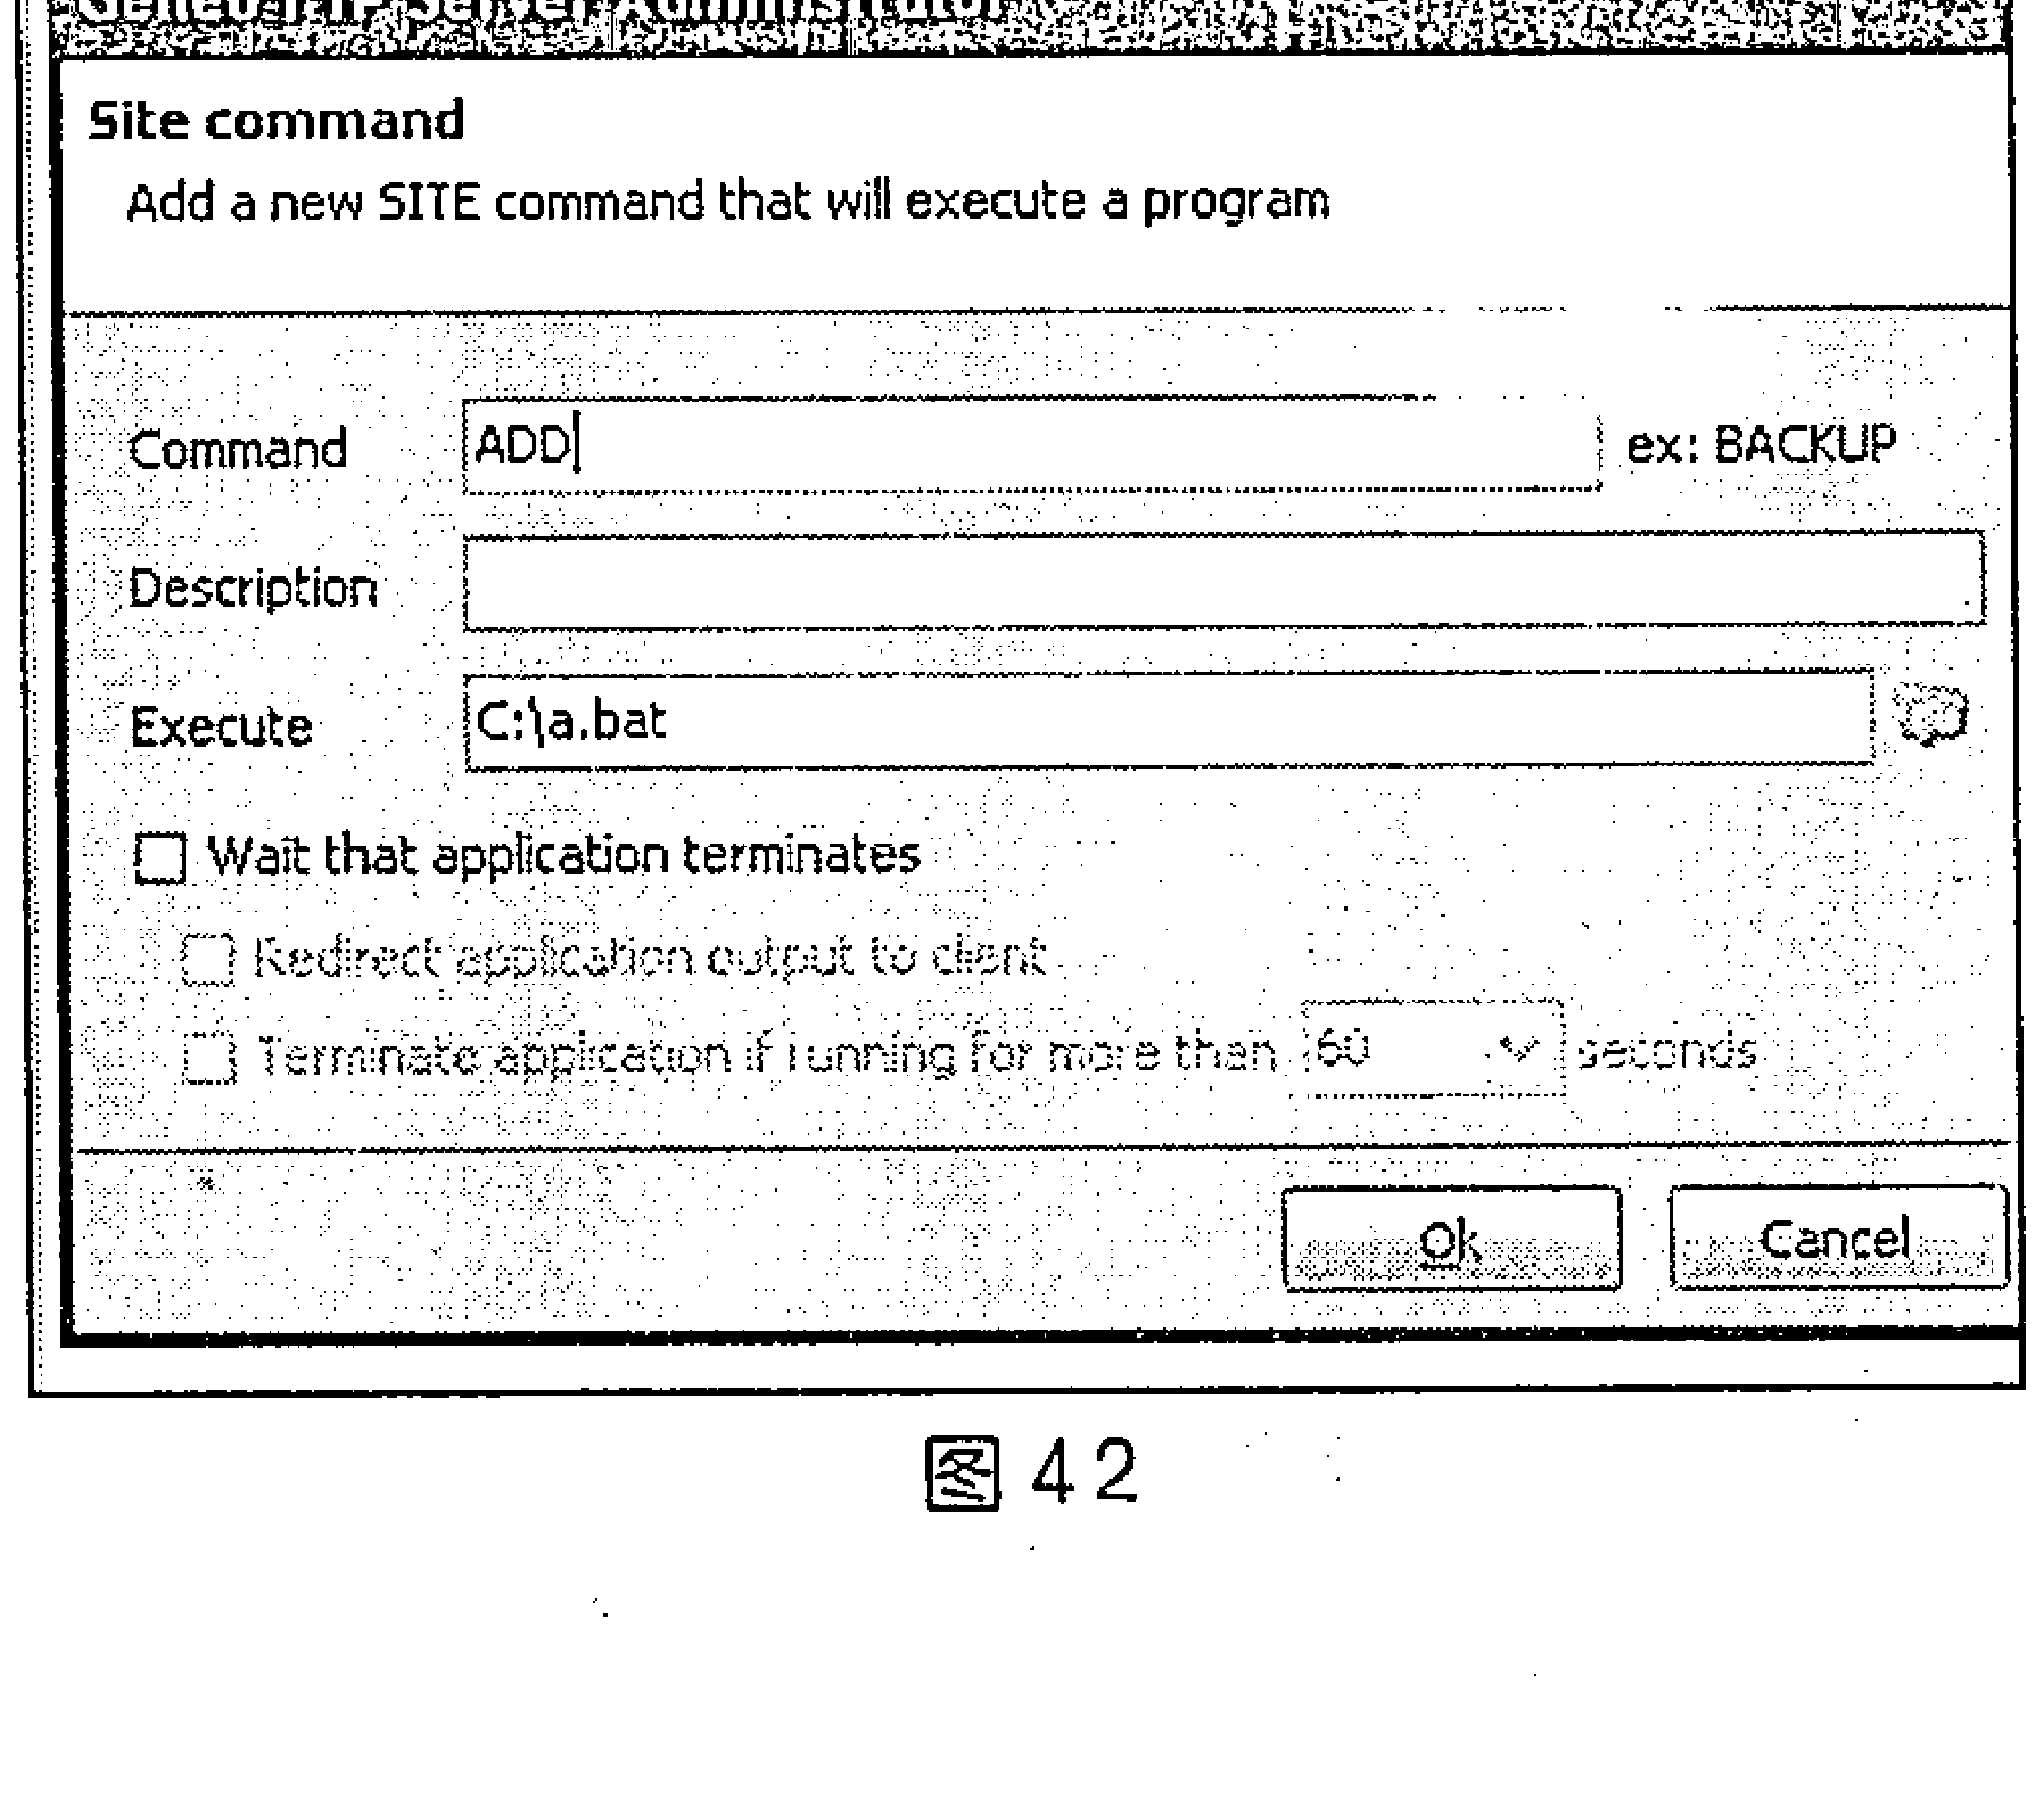 Server Administrator
Site command
Add a new SITE command that will execute a program
Command ADD ex: BACKUP
Description
Execute C:\a.bat
Wait that application terminates
Redirect application output to client
Terminate application if running for more than 60 seconds
Ok Cancel
图 42